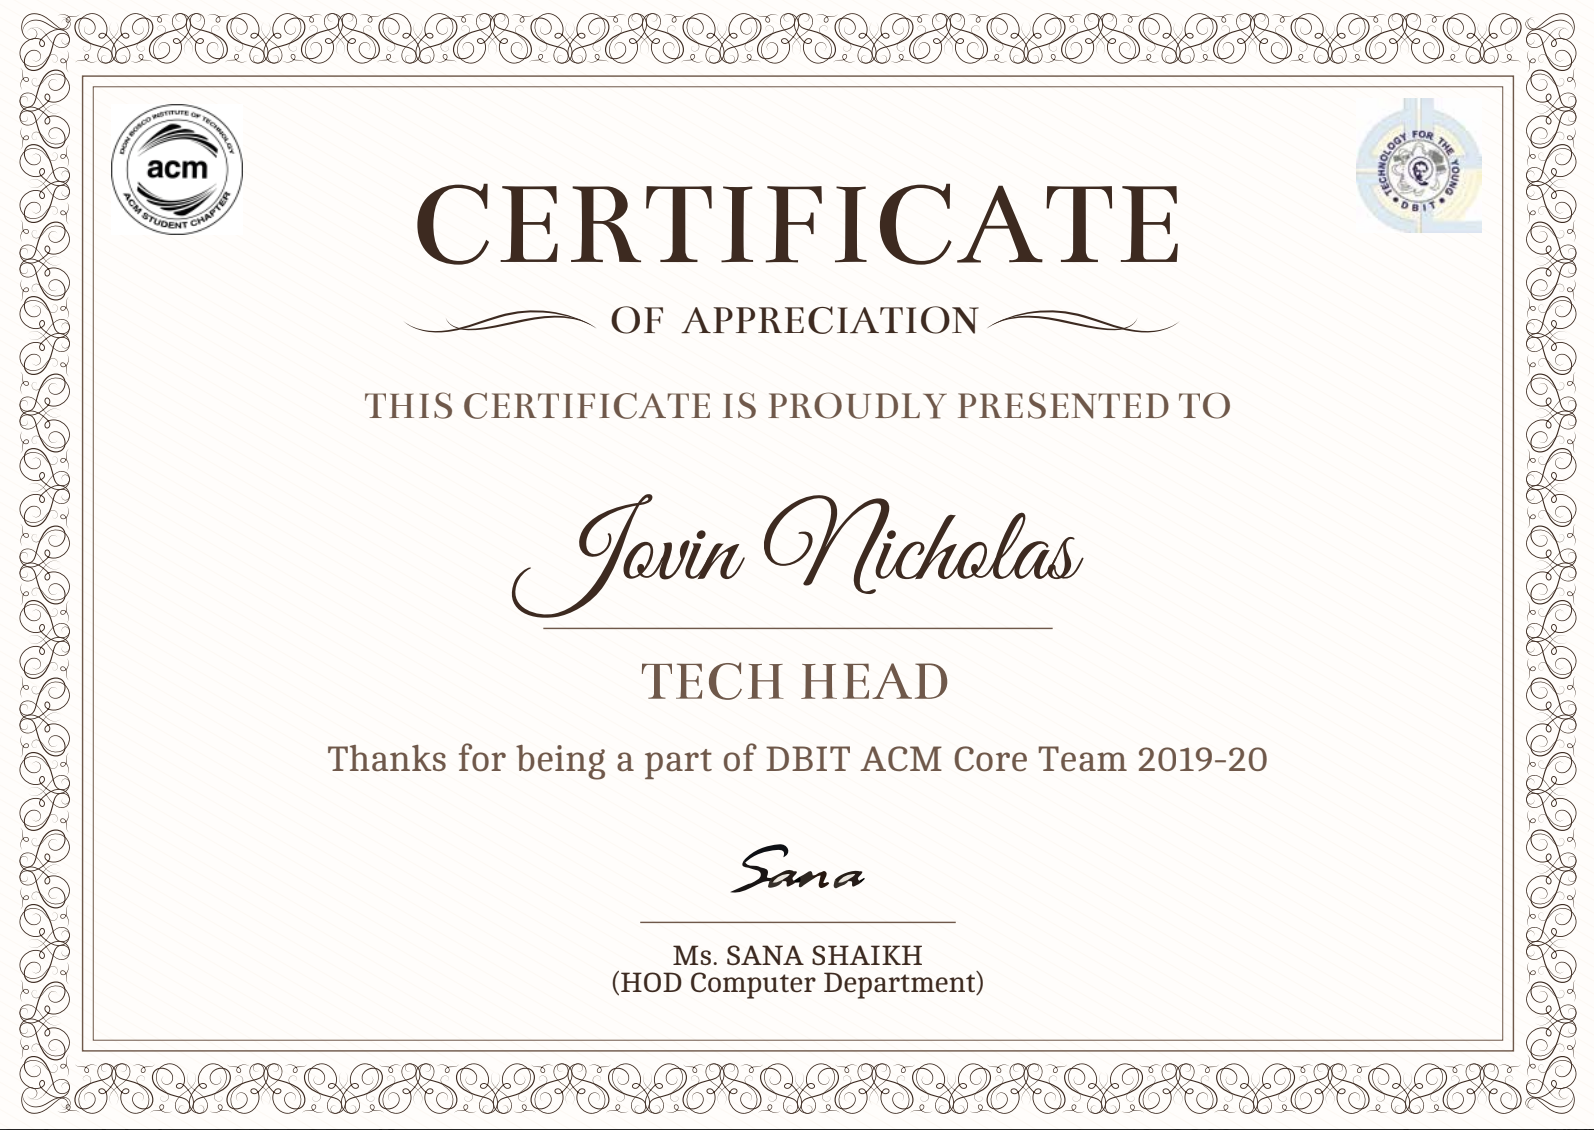 DON BOSCO INSTITUTE OF TECHNOLGY
acm
ACM STUDENT CHAPTER
TECHNOLOGY FOR THE YOUNG
• DBIT •
CERTIFICATE
OF APPRECIATION
THIS CERTIFICATE IS PROUDLY PRESENTED TO
Jovin Nicholas
TECH HEAD
Thanks for being a part of DBIT ACM Core Team 2019-20
Sana
Ms. SANA SHAIKH
(HOD Computer Department)